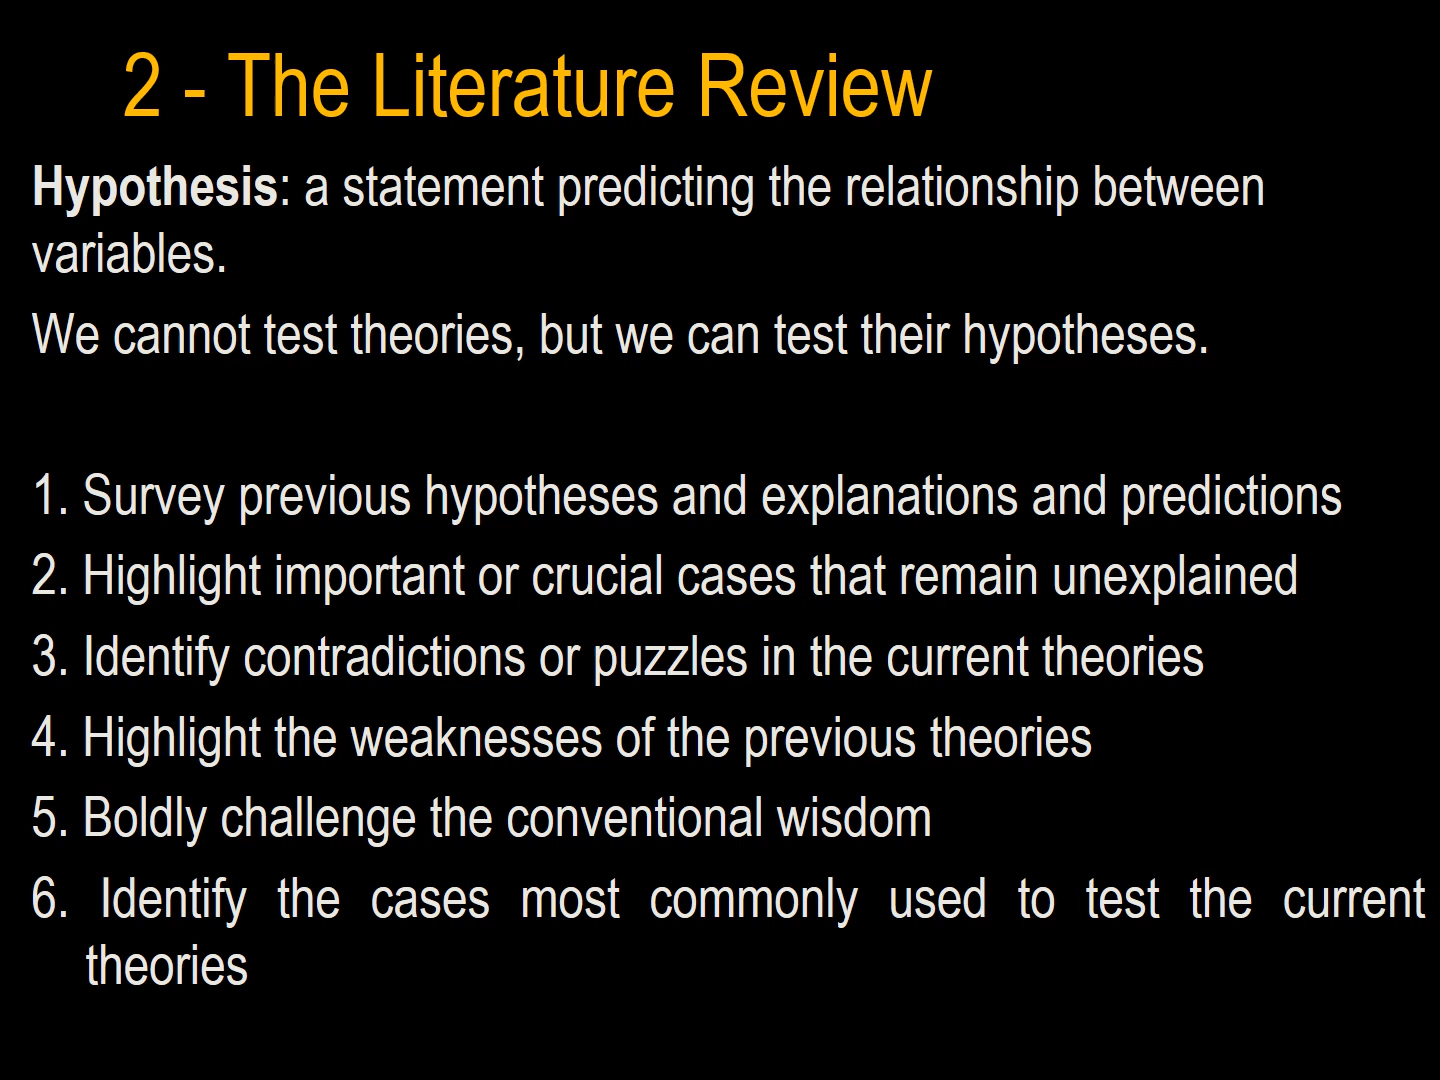 2 - The Literature Review
Hypothesis: a statement predicting the relationship between
variables.
We cannot test theories, but we can test their hypotheses.
1. Survey previous hypotheses and explanations and predictions
2. Highlight important or crucial cases that remain unexplained
3. Identify contradictions or puzzles in the current theories
4. Highlight the weaknesses of the previous theories
5. Boldly challenge the conventional wisdom
6. Identify the cases most commonly used to test the current
theories